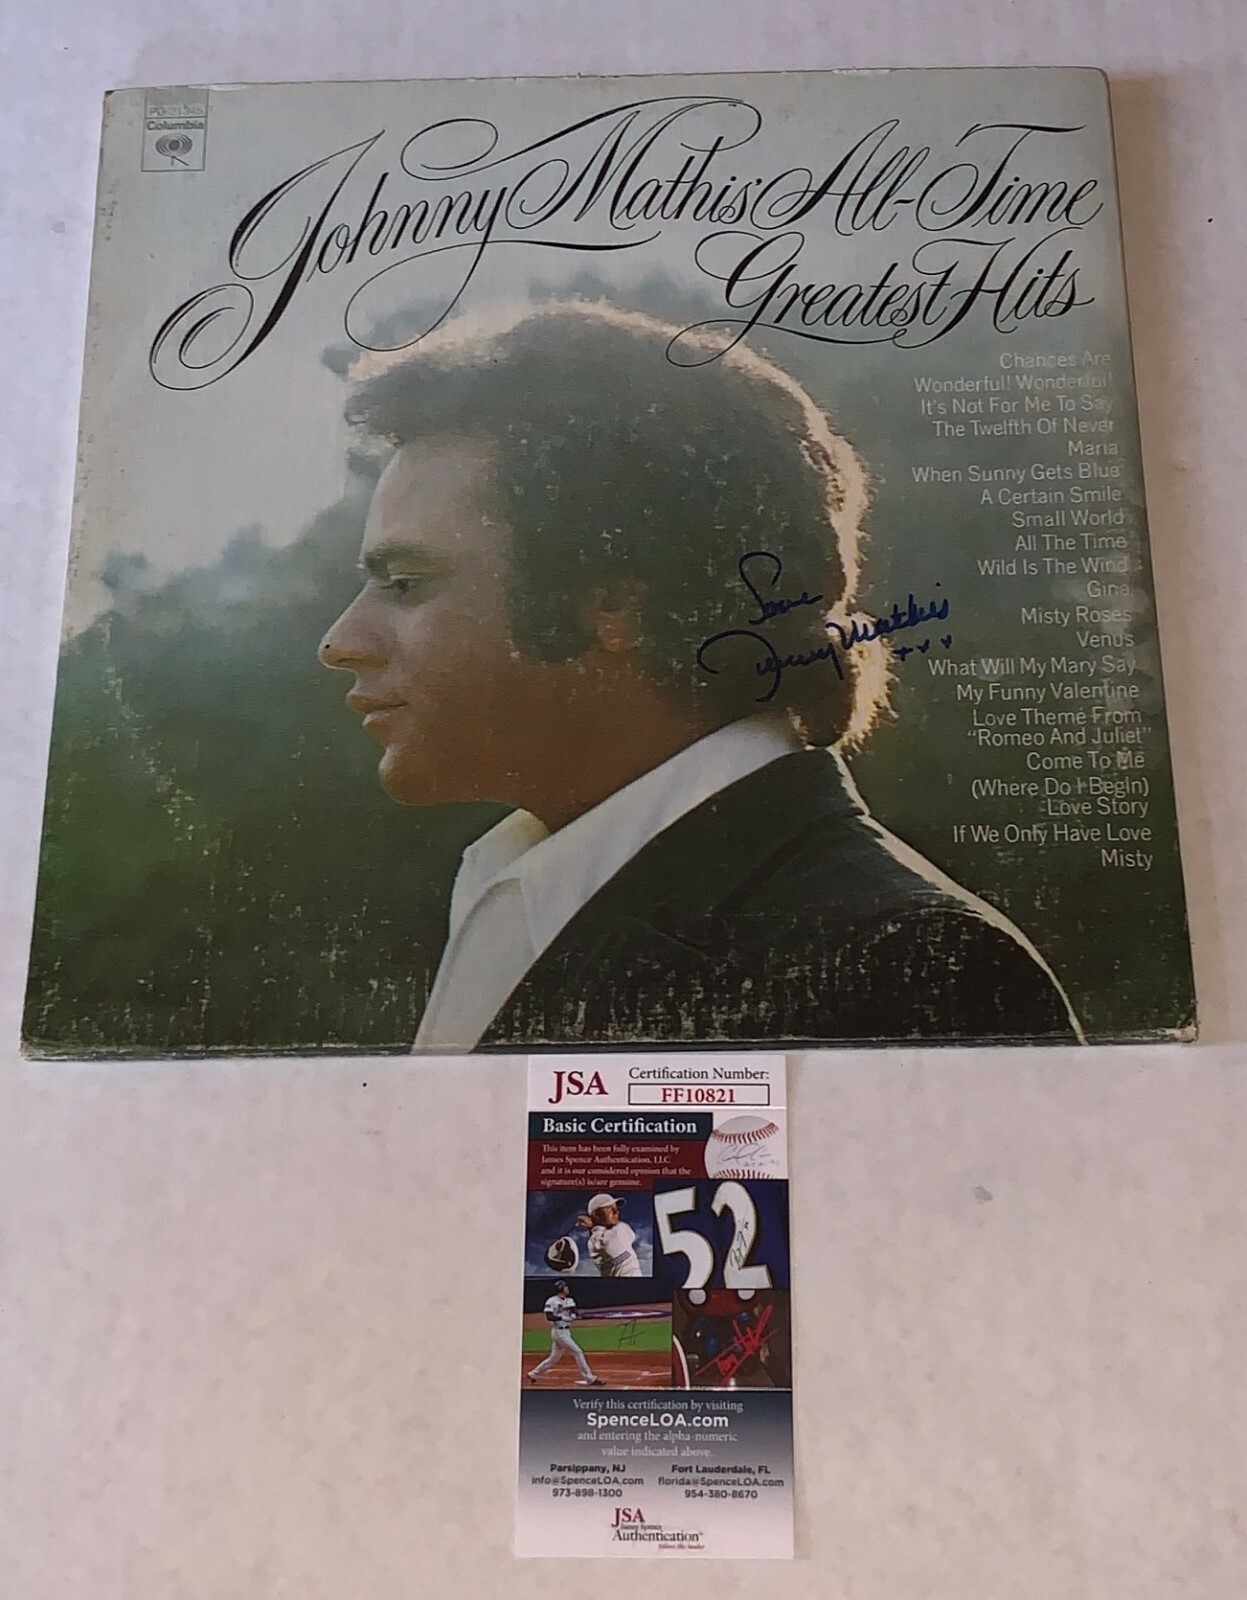 PG 31345
Columbia
Johnny Mathis' All-Time
Greatest Hits
Chances Are
Wonderful! Wonderful!
It's Not For Me To Say
The Twelfth Of Never
Maria
When Sunny Gets Blue
A Certain Smile
Small World
All The Time
Wild Is The Wind
Gina
Misty Roses
Venus
What Will My Mary Say
My Funny Valentine
Love Theme From
"Romeo And Juliet"
Come To Me
(Where Do I Begin)
Love Story
If We Only Have Love
Misty
Johnny Mathis
JSA
Certification Number:
FF10821
Basic Certification
This item has been fully examined by
James Spence Authentication, LLC
and it is our considered opinion that the
signature(s) is/are genuine.
52
Verify this certification by visiting
SpenceLOA.com
and entering the alpha-numeric
value indicated above.
Parsippany, NJ
info@SpenceLOA.com
973-898-1300
Fort Lauderdale, FL
florida@SpenceLOA.com
954-380-8670
JSA
James Spence
Authentication™
follow the leader